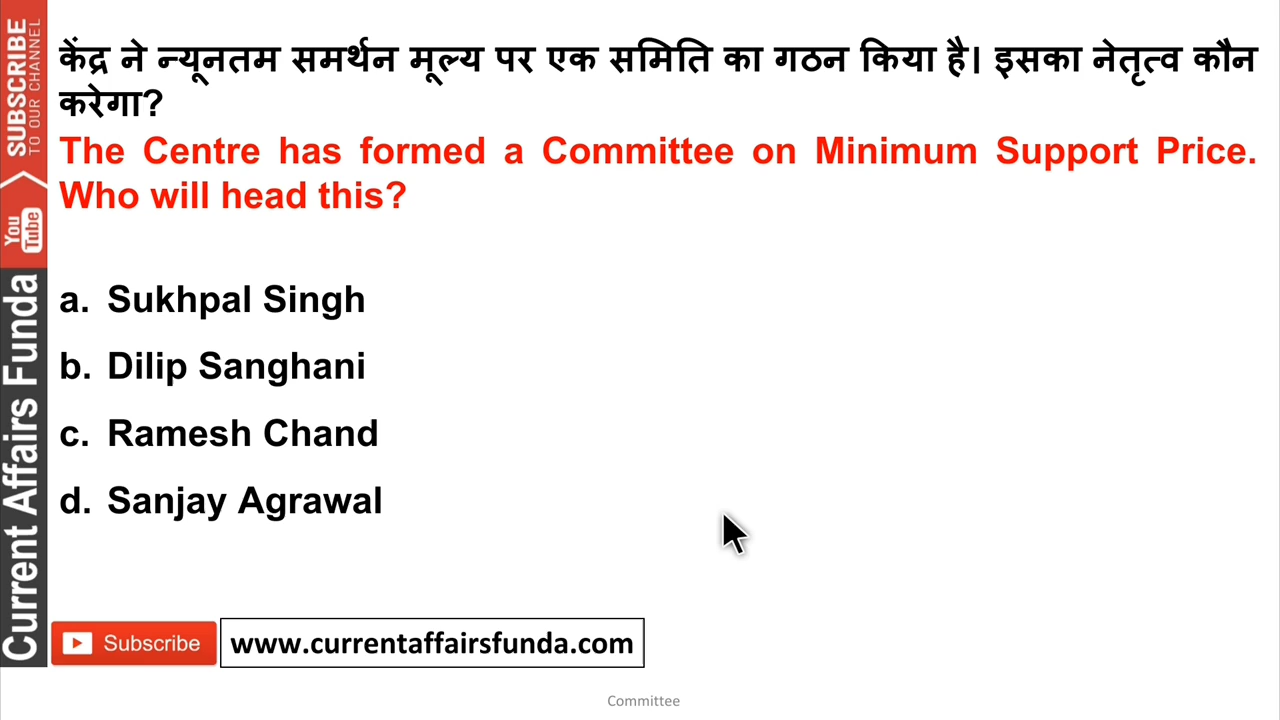 केंद्र ने न्यूनतम समर्थन मूल्य पर एक समिति का गठन किया है। इसका नेतृत्व कौन
करेगा?
The Centre has formed a Committee on Minimum Support Price.
Who will head this?
a. Sukhpal Singh
b. Dilip Sanghani
c. Ramesh Chand
d. Sanjay Agrawal
SUBSCRIBE
TO OUR CHANNEL
You
Tube
Current Affairs Funda
Subscribe
www.currentaffairsfunda.com
Committee